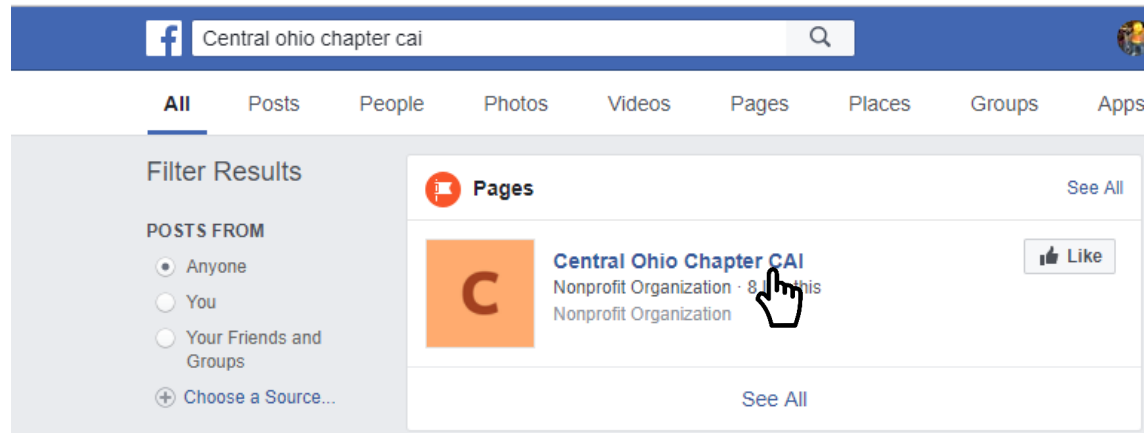 f Central ohio chapter cai
All Posts People Photos Videos Pages Places Groups Apps
Filter Results
POSTS FROM
Anyone
You
Your Friends and
Groups
Choose a Source...
Pages See All
C
Central Ohio Chapter CAI
Like
Nonprofit Organization · 8 this
Nonprofit Organization
See All